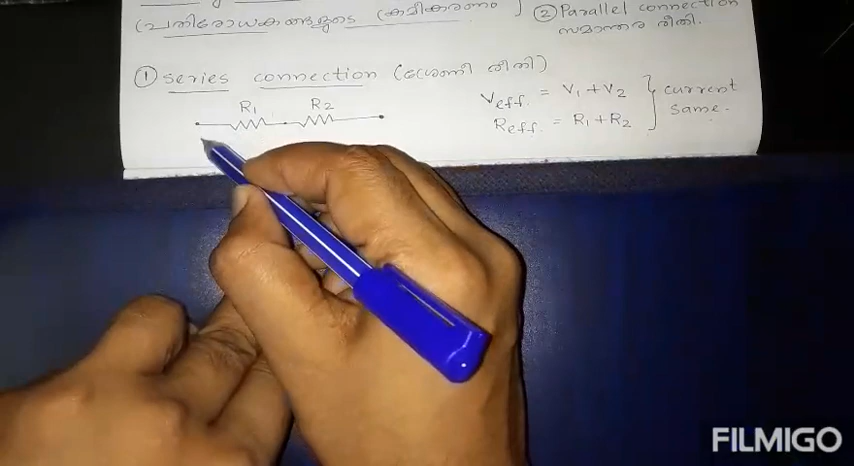 (പ്രതിരോധകങ്ങളുടെ ക്രമീകരണം)
② Parallel connection
സമാന്തര രീതി.
① series connection (ശ്രേണീ രീതി)
R1 R2
Veff. = V1 + V2
Reff. = R1 + R2
current
same.
FILMIGO